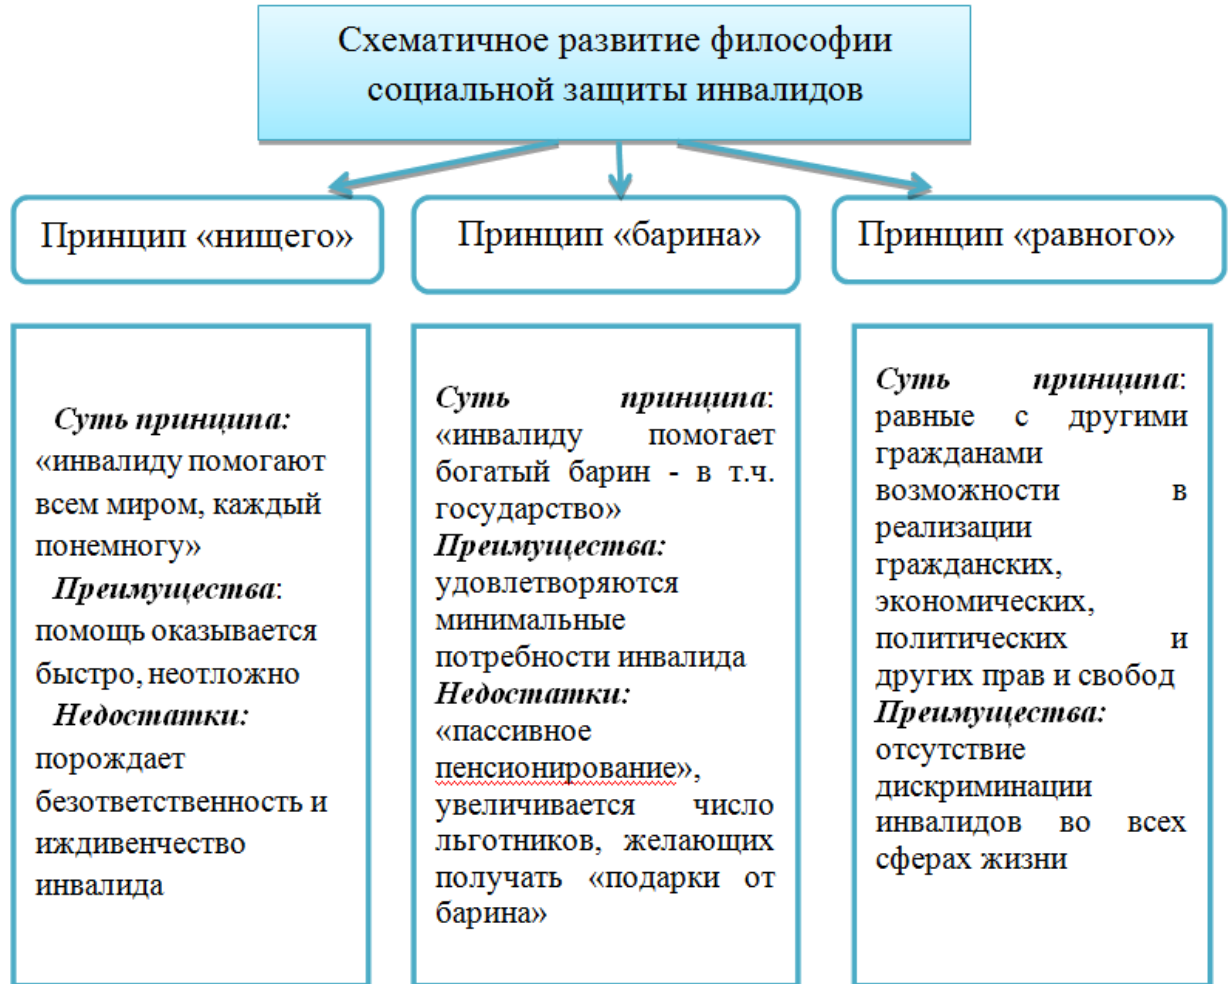 Схематичное развитие философии
социальной защиты инвалидов
Принцип «нищего»
Принцип «барина»
Принцип «равного»
Суть принципа:
«инвалиду помогают
всем миром, каждый
понемногу»
Преимущества:
помощь оказывается
быстро, неотложно
Недостатки:
порождает
безответственность и
иждивенчество
инвалида
Суть принципа:
«инвалиду помогает
богатый барин - в т.ч.
государство»
Преимущества:
удовлетворяются
минимальные
потребности инвалида
Недостатки:
«пассивное
пенсионирование»,
увеличивается число
льготников, желающих
получать «подарки от
барина»
Суть принципа:
равные с другими
гражданами
возможности в
реализации
гражданских,
экономических,
политических и
других прав и свобод
Преимущества:
отсутствие
дискриминации
инвалидов во всех
сферах жизни